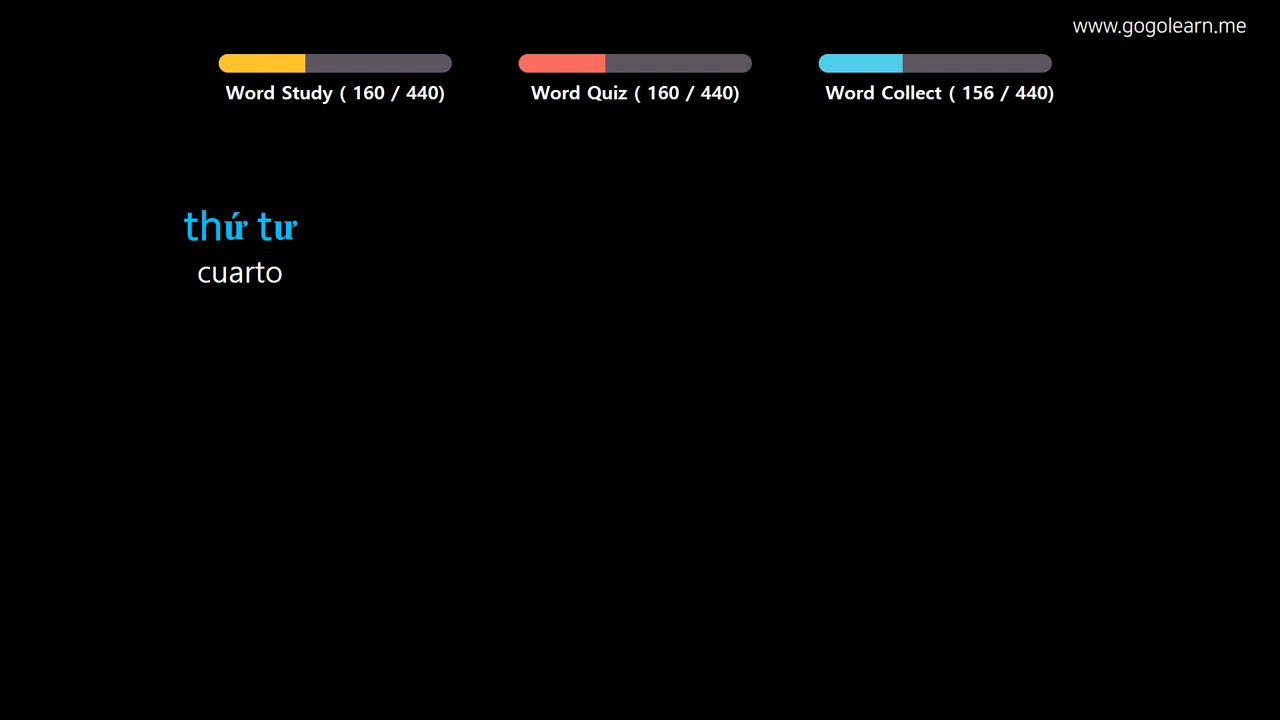 www.gogolearn.me
Word Study ( 160 / 440)
Word Quiz ( 160 / 440)
Word Collect ( 156 / 440)
thứ tư
cuarto